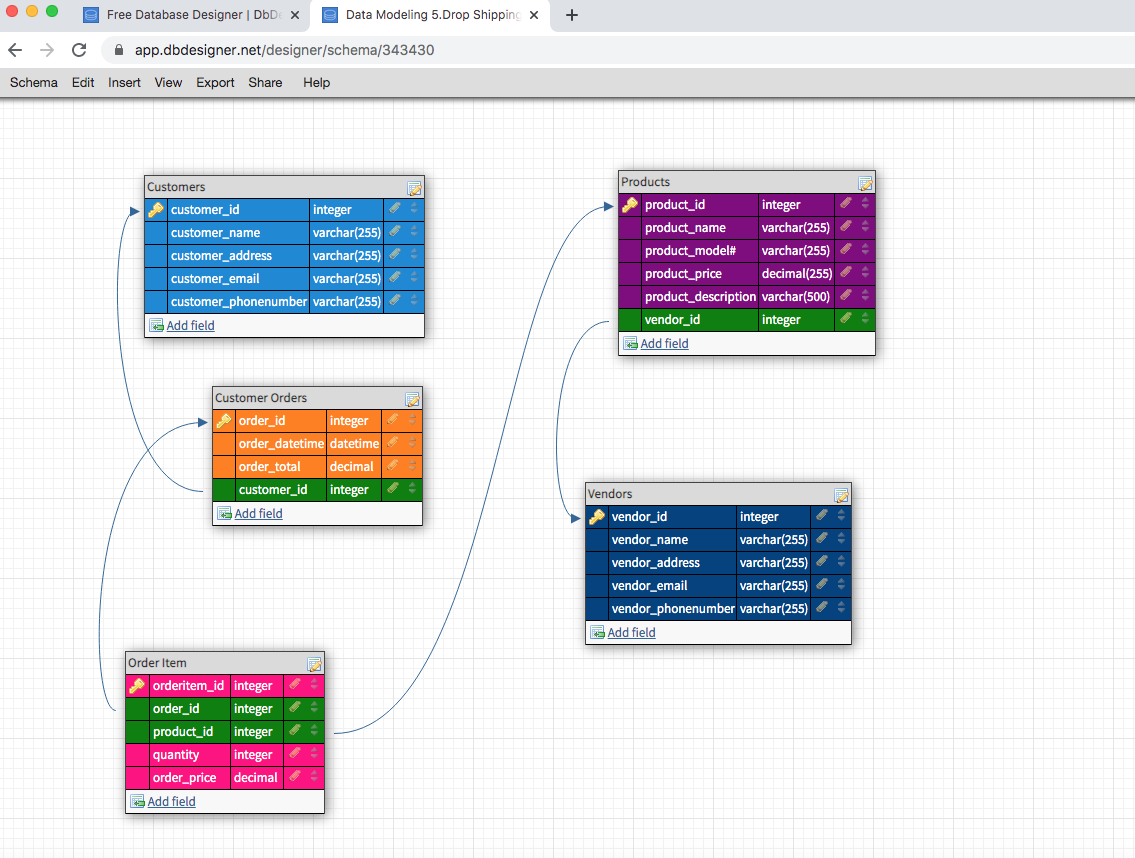 Free Database Designer | DbDe
Data Modeling 5.Drop Shipping
app.dbdesigner.net/designer/schema/343430
Schema Edit Insert View Export Share Help
Customers
customer_id integer
customer_name varchar(255)
customer_address varchar(255)
customer_email varchar(255)
customer_phonenumber varchar(255)
Add field
Products
product_id integer
product_name varchar(255)
product_model# varchar(255)
product_price decimal(255)
product_description varchar(500)
vendor_id integer
Add field
Customer Orders
order_id integer
order_datetime datetime
order_total decimal
customer_id integer
Add field
Vendors
vendor_id integer
vendor_name varchar(255)
vendor_address varchar(255)
vendor_email varchar(255)
vendor_phonenumber varchar(255)
Add field
Order Item
orderitem_id integer
order_id integer
product_id integer
quantity integer
order_price decimal
Add field